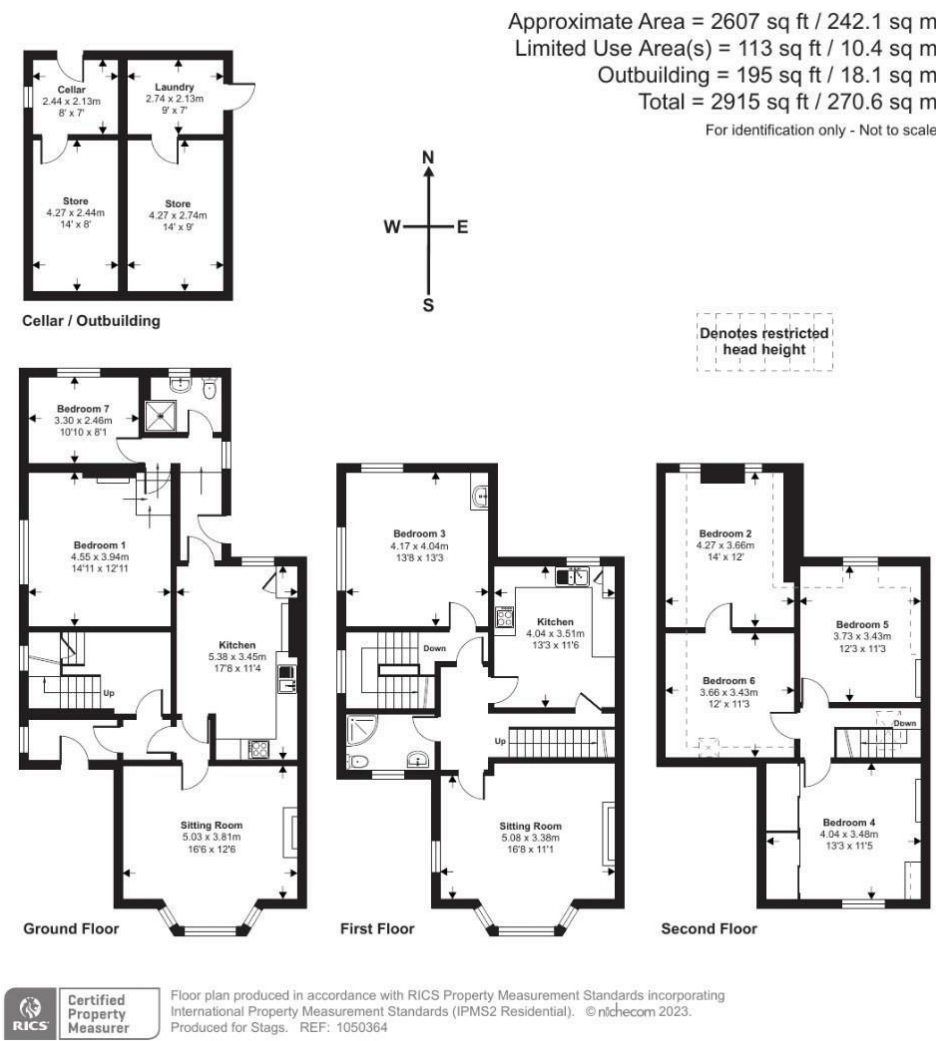 Approximate Area = 2607 sq ft / 242.1 sq m
Limited Use Area(s) = 113 sq ft / 10.4 sq m
Outbuilding = 195 sq ft / 18.1 sq m
Total = 2915 sq ft / 270.6 sq m
For identification only - Not to scale
Cellar
2.44 x 2.13m
8' x 7'
Laundry
2.74 x 2.13m
9' x 7'
Store
4.27 x 2.44m
14' x 8'
Store
4.27 x 2.74m
14' x 9'
Cellar / Outbuilding
N
W
E
S
Denotes restricted
head height
Bedroom 7
3.30 x 2.46m
10'10 x 8'1
Bedroom 1
4.55 x 3.94m
14'11 x 12'11
Kitchen
5.38 x 3.45m
17'8 x 11'4
Up
Sitting Room
5.03 x 3.81m
16'6 x 12'6
Ground Floor
Bedroom 3
4.17 x 4.04m
13'8 x 13'3
Kitchen
4.04 x 3.51m
13'3 x 11'6
Down
Up
Sitting Room
5.08 x 3.38m
16'8 x 11'1
First Floor
Bedroom 2
4.27 x 3.66m
14' x 12'
Bedroom 5
3.73 x 3.43m
12'3 x 11'3
Bedroom 6
3.66 x 3.43m
12' x 11'3
Down
Bedroom 4
4.04 x 3.48m
13'3 x 11'5
Second Floor
RICS
Certified
Property
Measurer
Floor plan produced in accordance with RICS Property Measurement Standards incorporating
International Property Measurement Standards (IPMS2 Residential). © nichecom 2023.
Produced for Stags. REF: 1050364